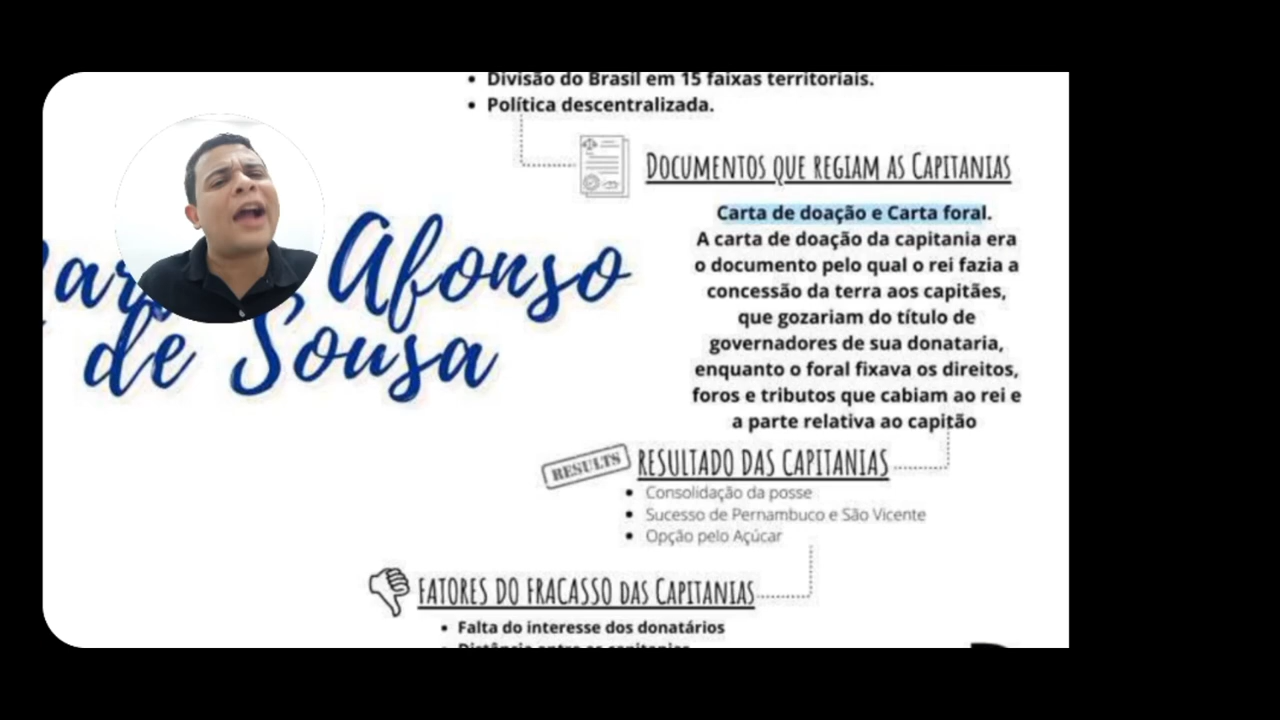 Divisão do Brasil em 15 faixas territoriais.
Política descentralizada.
DOCUMENTOS QUE REGIAM AS CAPITANIAS
Carta de doação e Carta foral.
A carta de doação da capitania era
o documento pelo qual o rei fazia a
concessão da terra aos capitães,
que gozariam do título de
governadores de sua donataria,
enquanto o foral fixava os direitos,
foros e tributos que cabiam ao rei e
a parte relativa ao capitão
Afonso
de Sousa
RESULTS
RESULTADO DAS CAPITANIAS
Consolidação da posse
Sucesso de Pernambuco e São Vicente
Opção pelo Açúcar
FATORES DO FRACASSO DAS CAPITANIAS
Falta do interesse dos donatários
Distância entre as capitanias